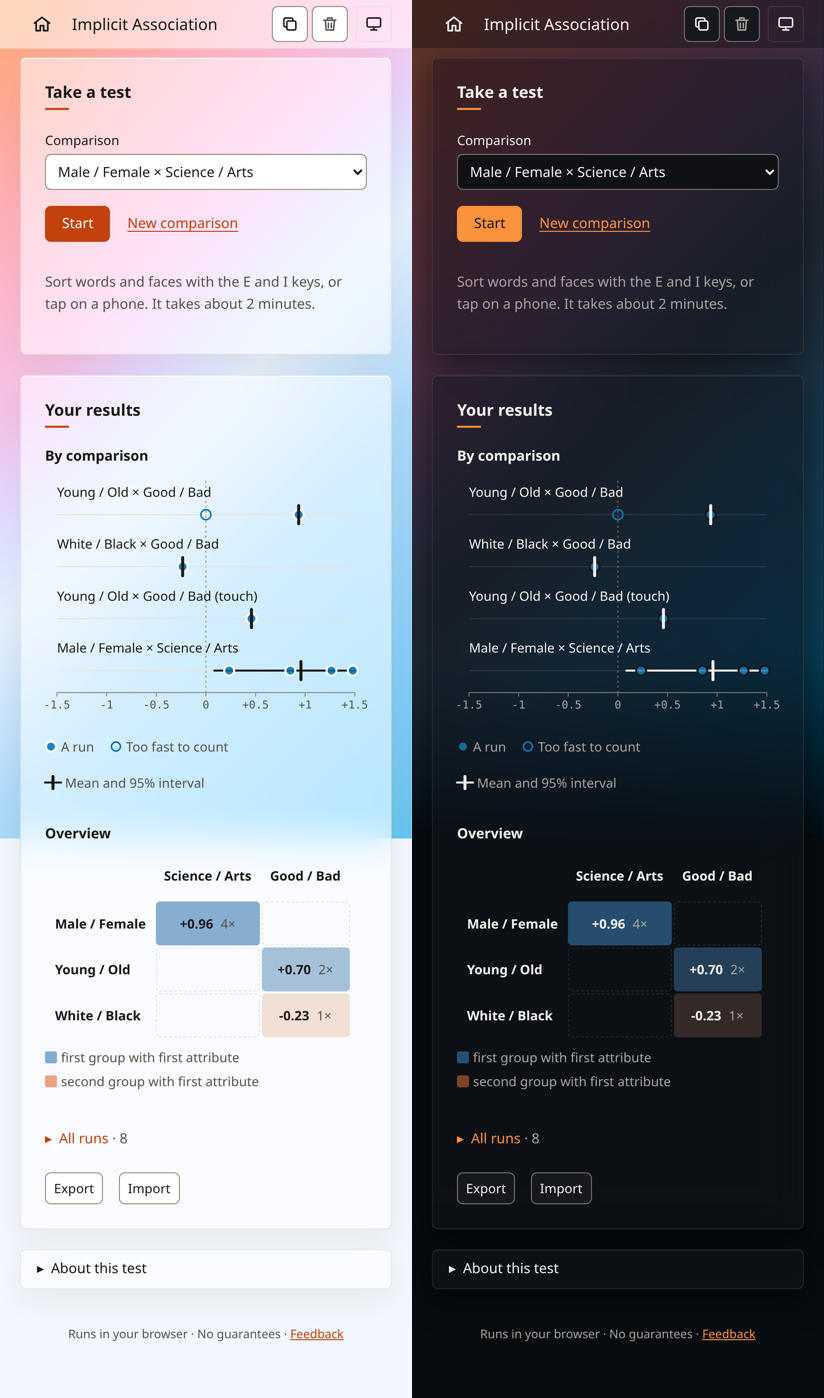 Implicit Association
Take a test
Comparison
Male / Female × Science / Arts
Start New comparison
Sort words and faces with the E and I keys, or
tap on a phone. It takes about 2 minutes.
Your results
By comparison
Young / Old × Good / Bad
White / Black × Good / Bad
Young / Old × Good / Bad (touch)
Male / Female × Science / Arts
-1.5 -1 -0.5 0 +0.5 +1 +1.5
A run Too fast to count
Mean and 95% interval
Overview
Science / Arts Good / Bad
Male / Female +0.96 4×
Young / Old +0.70 2×
White / Black -0.23 1×
first group with first attribute
second group with first attribute
▸ All runs · 8
Export Import
▸ About this test
Runs in your browser · No guarantees · Feedback
Implicit Association
Take a test
Comparison
Male / Female × Science / Arts
Start New comparison
Sort words and faces with the E and I keys, or
tap on a phone. It takes about 2 minutes.
Your results
By comparison
Young / Old × Good / Bad
White / Black × Good / Bad
Young / Old × Good / Bad (touch)
Male / Female × Science / Arts
-1.5 -1 -0.5 0 +0.5 +1 +1.5
A run Too fast to count
Mean and 95% interval
Overview
Science / Arts Good / Bad
Male / Female +0.96 4×
Young / Old +0.70 2×
White / Black -0.23 1×
first group with first attribute
second group with first attribute
▸ All runs · 8
Export Import
▸ About this test
Runs in your browser · No guarantees · Feedback